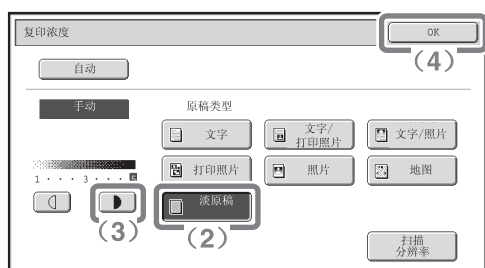 复印浓度
OK
(4)
自动
手动
原稿类型
文字
文字/
打印照片
文字/照片
打印照片
照片
地图
1 · · · 3 · · · 5
淡原稿
(3)
(2)
扫描
分辨率